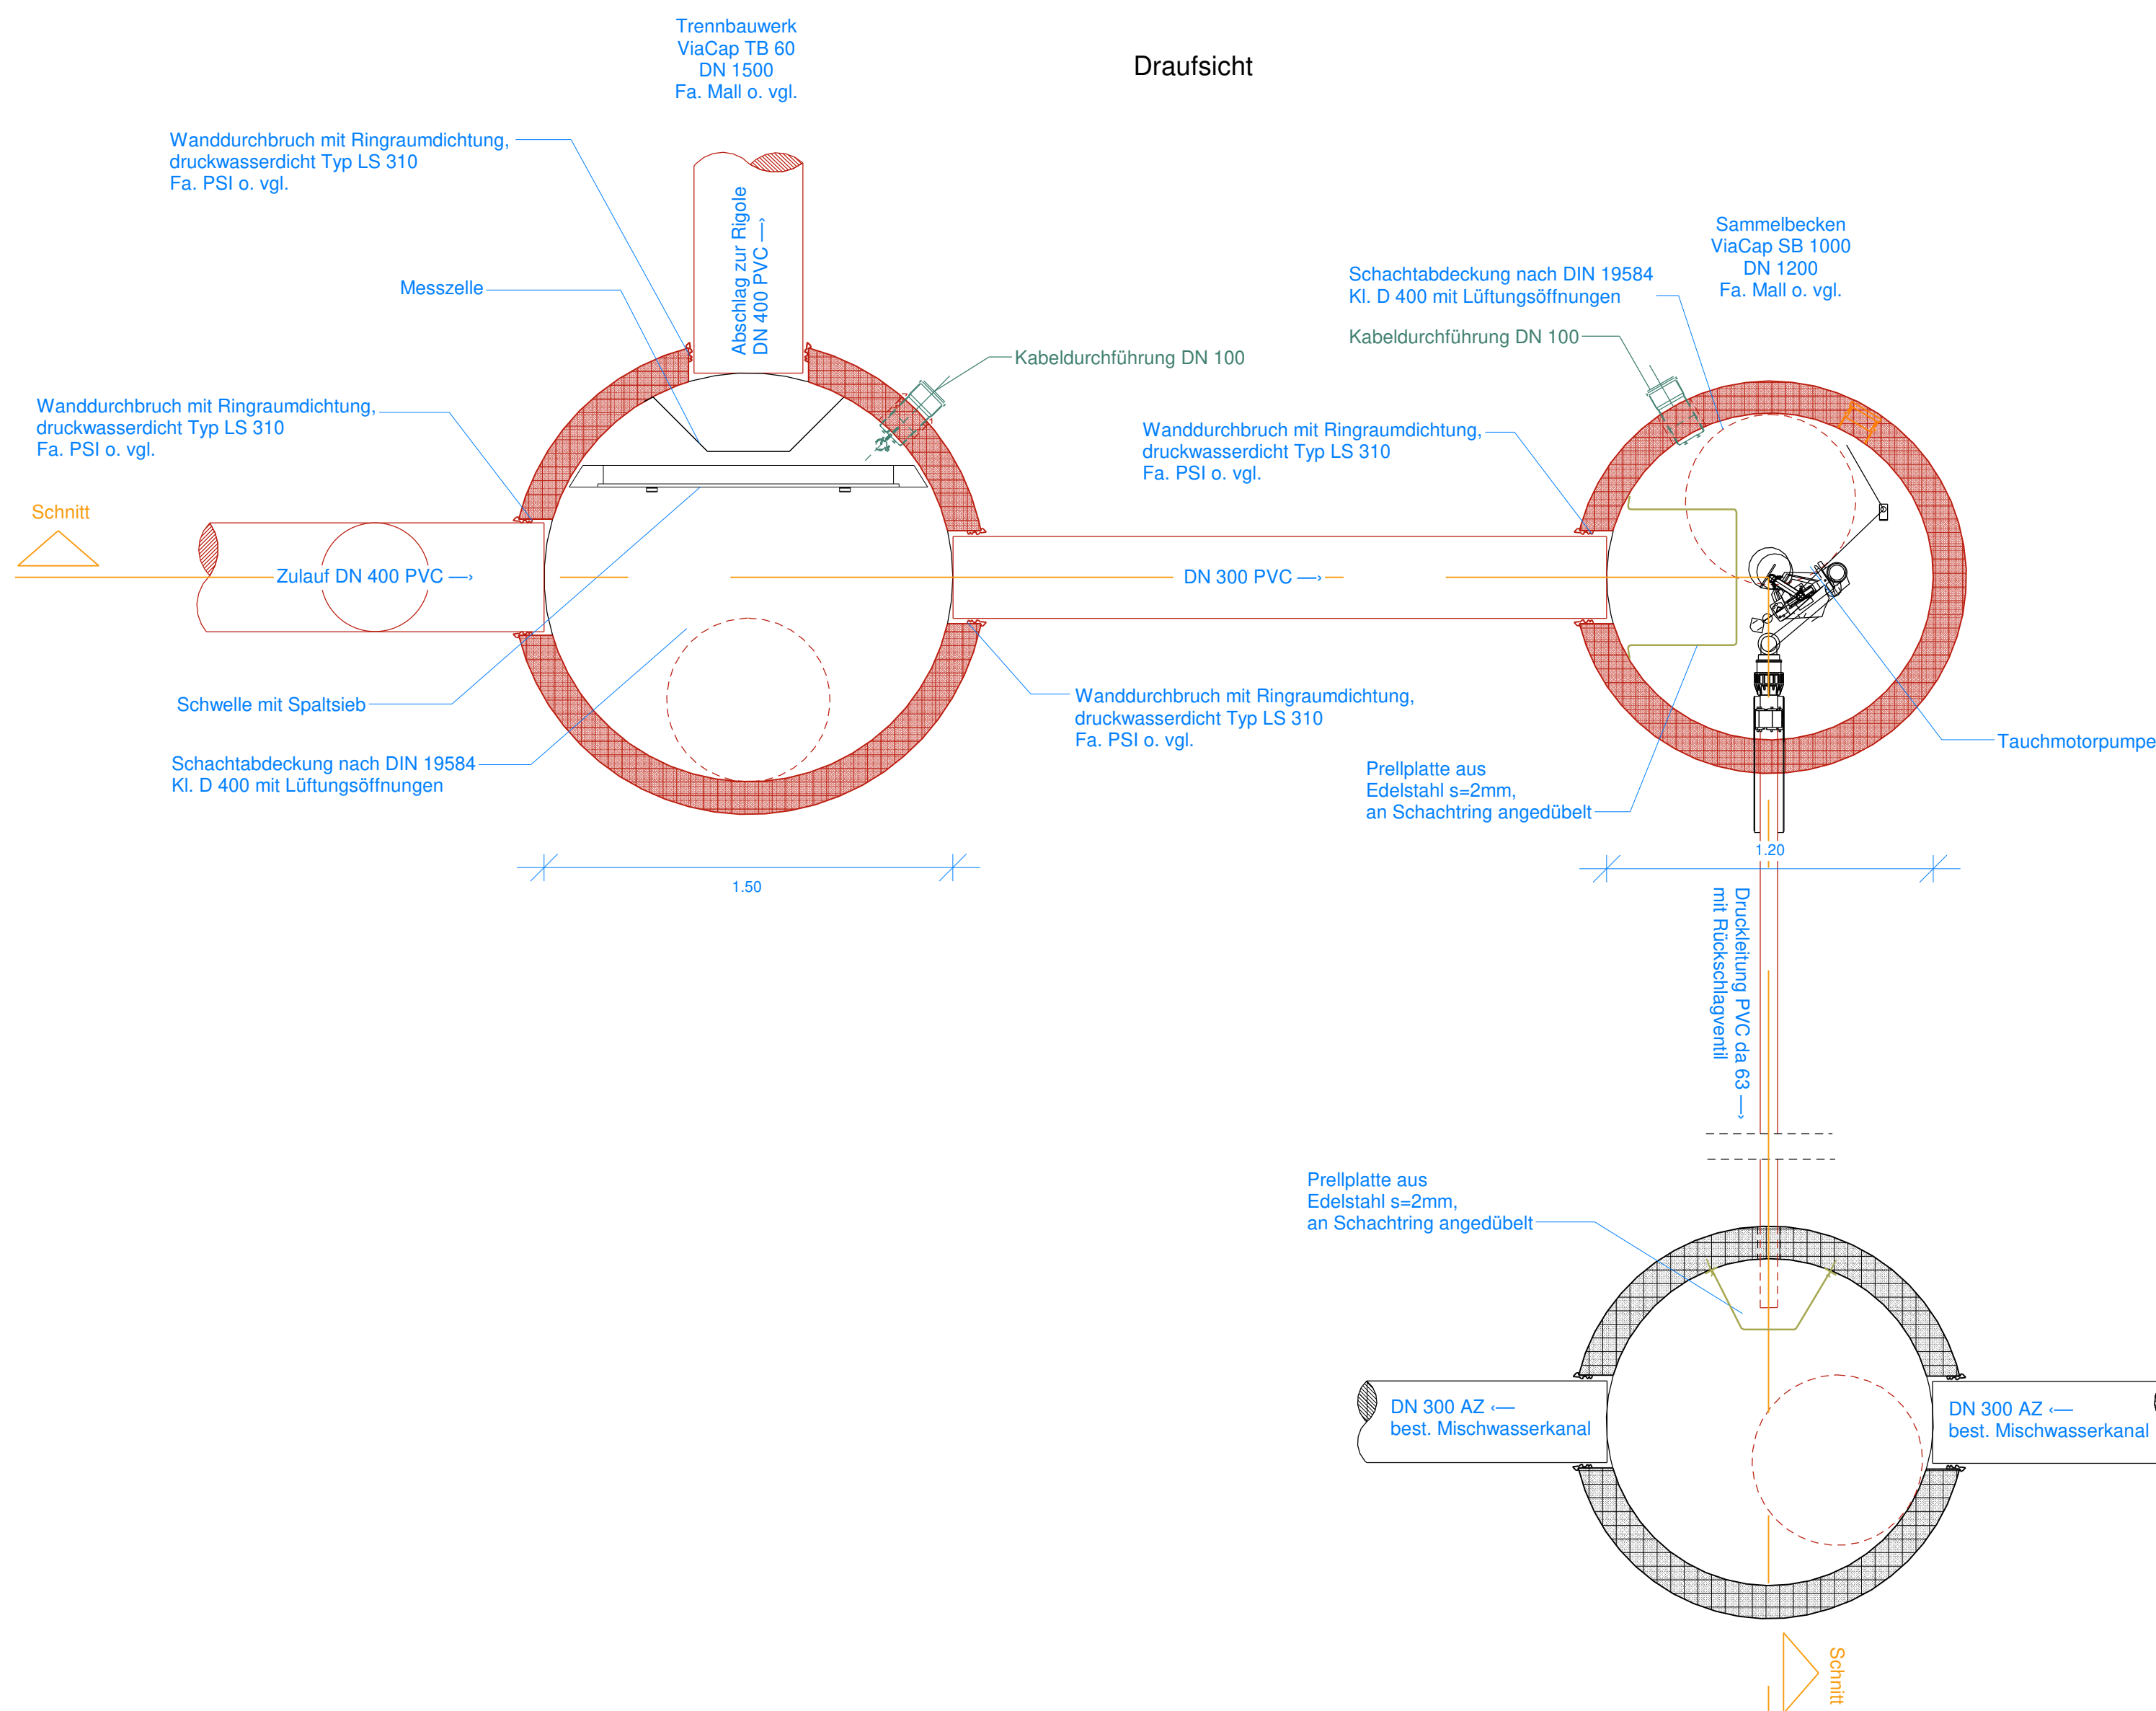 Trennbauwerk
ViaCap TB 60
DN 1500
Fa. Mall o. vgl.
Draufsicht
Wanddurchbruch mit Ringraumdichtung,
druckwasserdicht Typ LS 310
Fa. PSI o. vgl.
Abschlag zur Rigole
DN 400 PVC —›
Messzelle
Sammelbecken
ViaCap SB 1000
DN 1200
Fa. Mall o. vgl.
Schachtabdeckung nach DIN 19584
Kl. D 400 mit Lüftungsöffnungen
Kabeldurchführung DN 100
Kabeldurchführung DN 100
Wanddurchbruch mit Ringraumdichtung,
druckwasserdicht Typ LS 310
Fa. PSI o. vgl.
Wanddurchbruch mit Ringraumdichtung,
druckwasserdicht Typ LS 310
Fa. PSI o. vgl.
Schnitt
Zulauf DN 400 PVC —›
DN 300 PVC —›
Schwelle mit Spaltsieb
Wanddurchbruch mit Ringraumdichtung,
druckwasserdicht Typ LS 310
Fa. PSI o. vgl.
Tauchmotorpumpe
Schachtabdeckung nach DIN 19584
Kl. D 400 mit Lüftungsöffnungen
Prellplatte aus
Edelstahl s=2mm,
an Schachtring angedübelt
1.50
1.20
Druckleitung PVC da 63 —›
mit Rückschlagventil
Prellplatte aus
Edelstahl s=2mm,
an Schachtring angedübelt
DN 300 AZ ‹—
best. Mischwasserkanal
DN 300 AZ ‹—
best. Mischwasserkanal
Schnitt